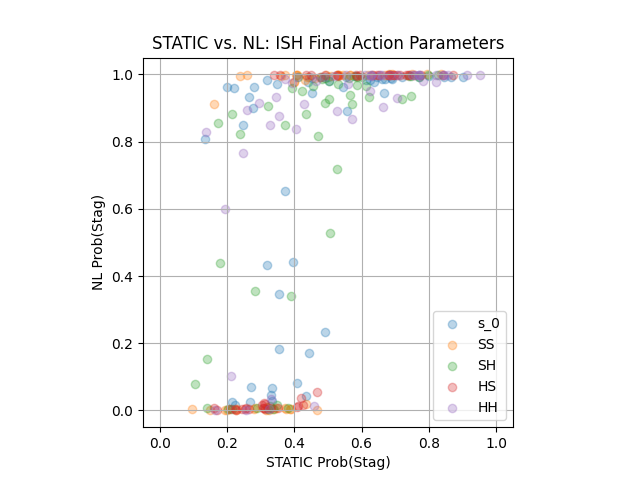 STATIC vs. NL: ISH Final Action Parameters
1.0
0.8
0.6
0.4
0.2
0.0
NL Prob(Stag)
s_0
SS
SH
HS
HH
0.0 0.2 0.4 0.6 0.8 1.0
STATIC Prob(Stag)